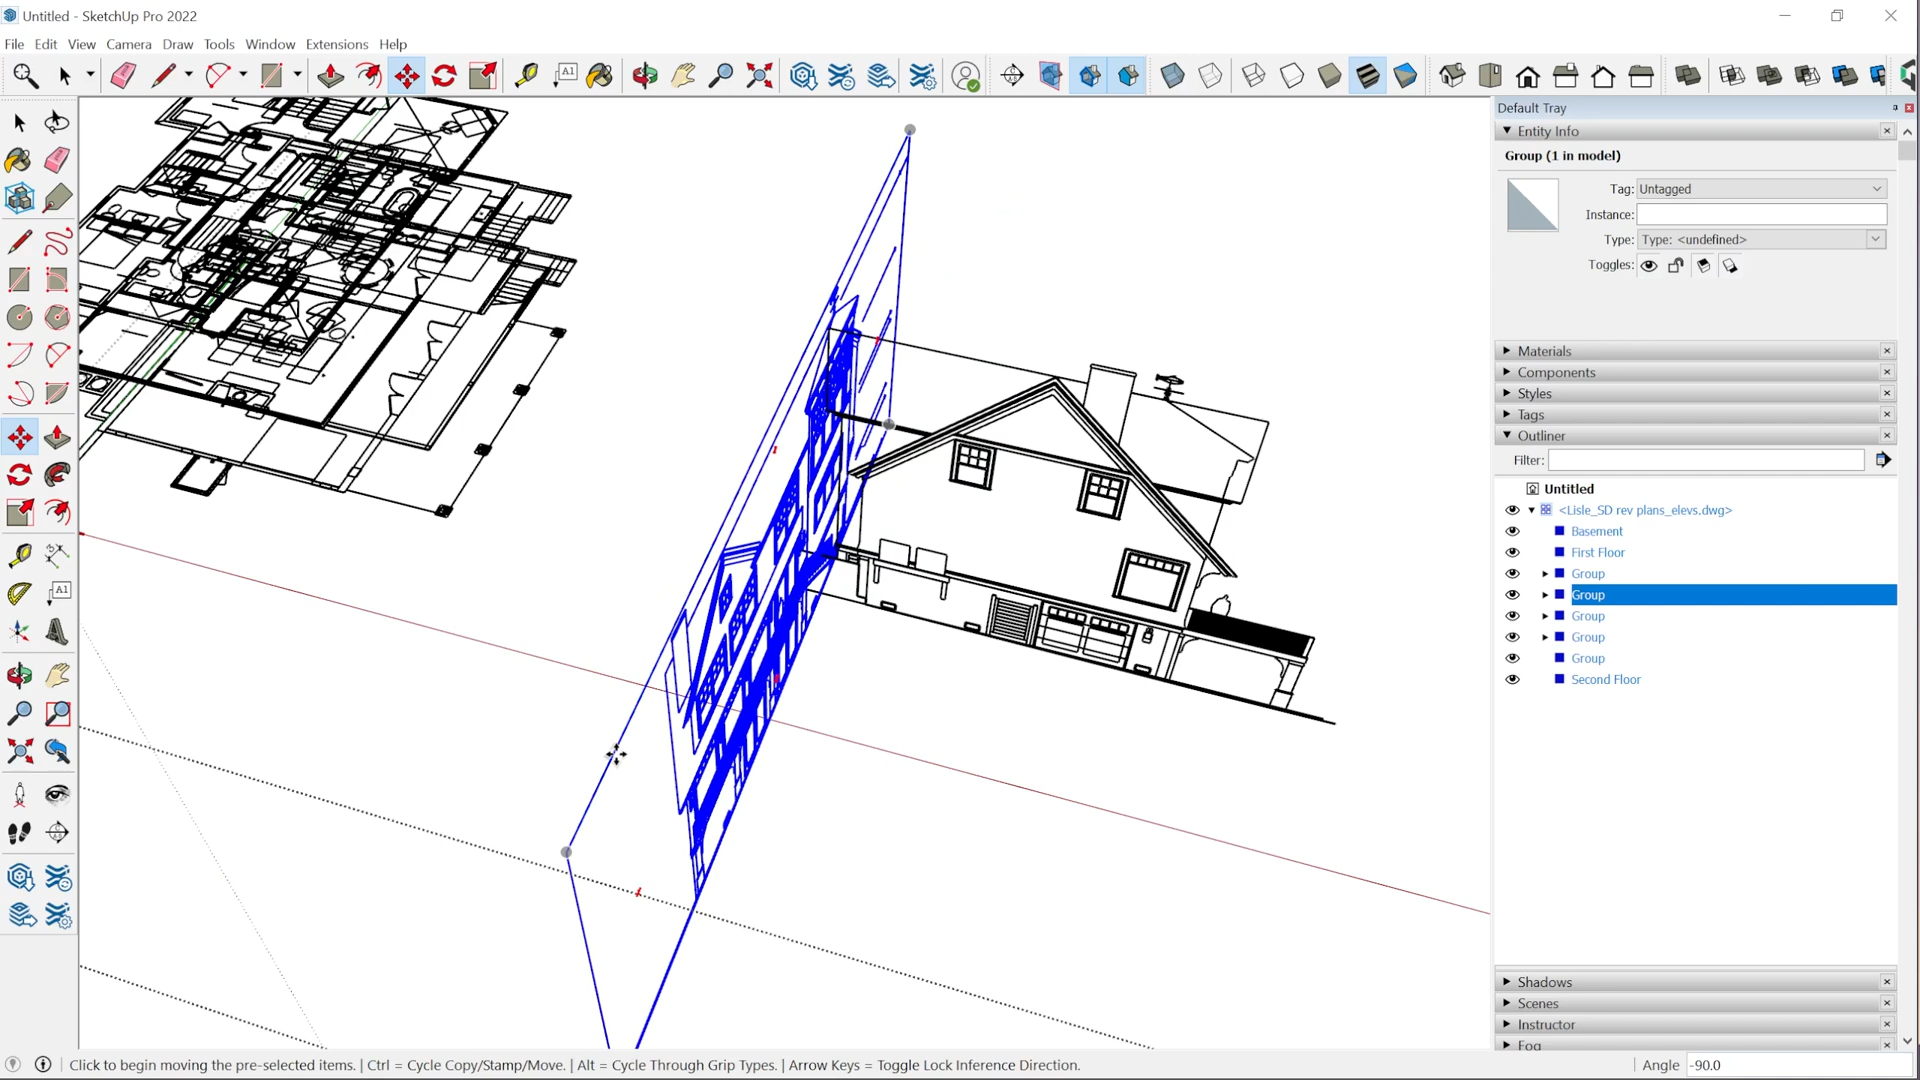 Untitled - SketchUp Pro 2022
File Edit View Camera Draw Tools Window Extensions Help
A1
Default Tray
Entity Info
Group (1 in model)
Tag: Untagged
Instance:
Type: Type: <undefined>
Toggles:
Materials
Components
Styles
Tags
Outliner
Filter:
Untitled
<Lisle_SD rev plans_elevs.dwg>
Basement
First Floor
Group
Group
Group
Group
Group
Second Floor
A1
Shadows
Scenes
Instructor
Fog
Click to begin moving the pre-selected items. | Ctrl = Cycle Copy/Stamp/Move. | Alt = Cycle Through Grip Types. | Arrow Keys = Toggle Lock Inference Direction.
Angle -90.0